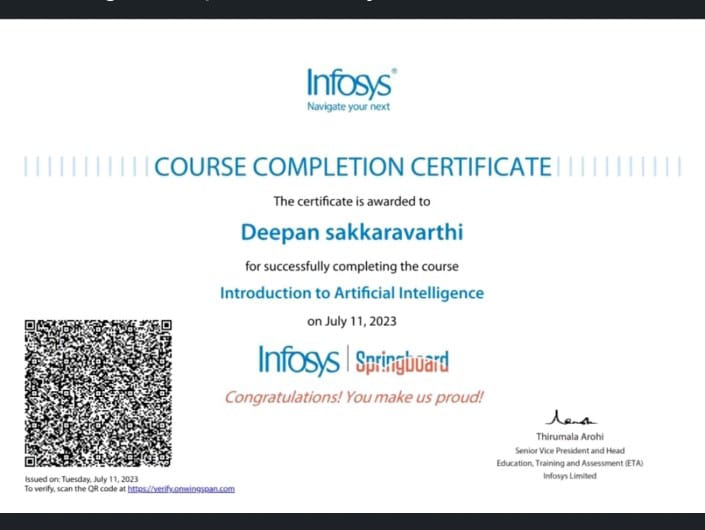 Infosys®
Navigate your next
COURSE COMPLETION CERTIFICATE
The certificate is awarded to
Deepan sakkaravarthi
for successfully completing the course
Introduction to Artificial Intelligence
on July 11, 2023
Infosys | Springboard
Congratulations! You make us proud!
Thirumala Arohi
Senior Vice President and Head
Education, Training and Assessment (ETA)
Infosys Limited
Issued on: Tuesday, July 11, 2023
To verify, scan the QR code at https://verify.onwingspan.com